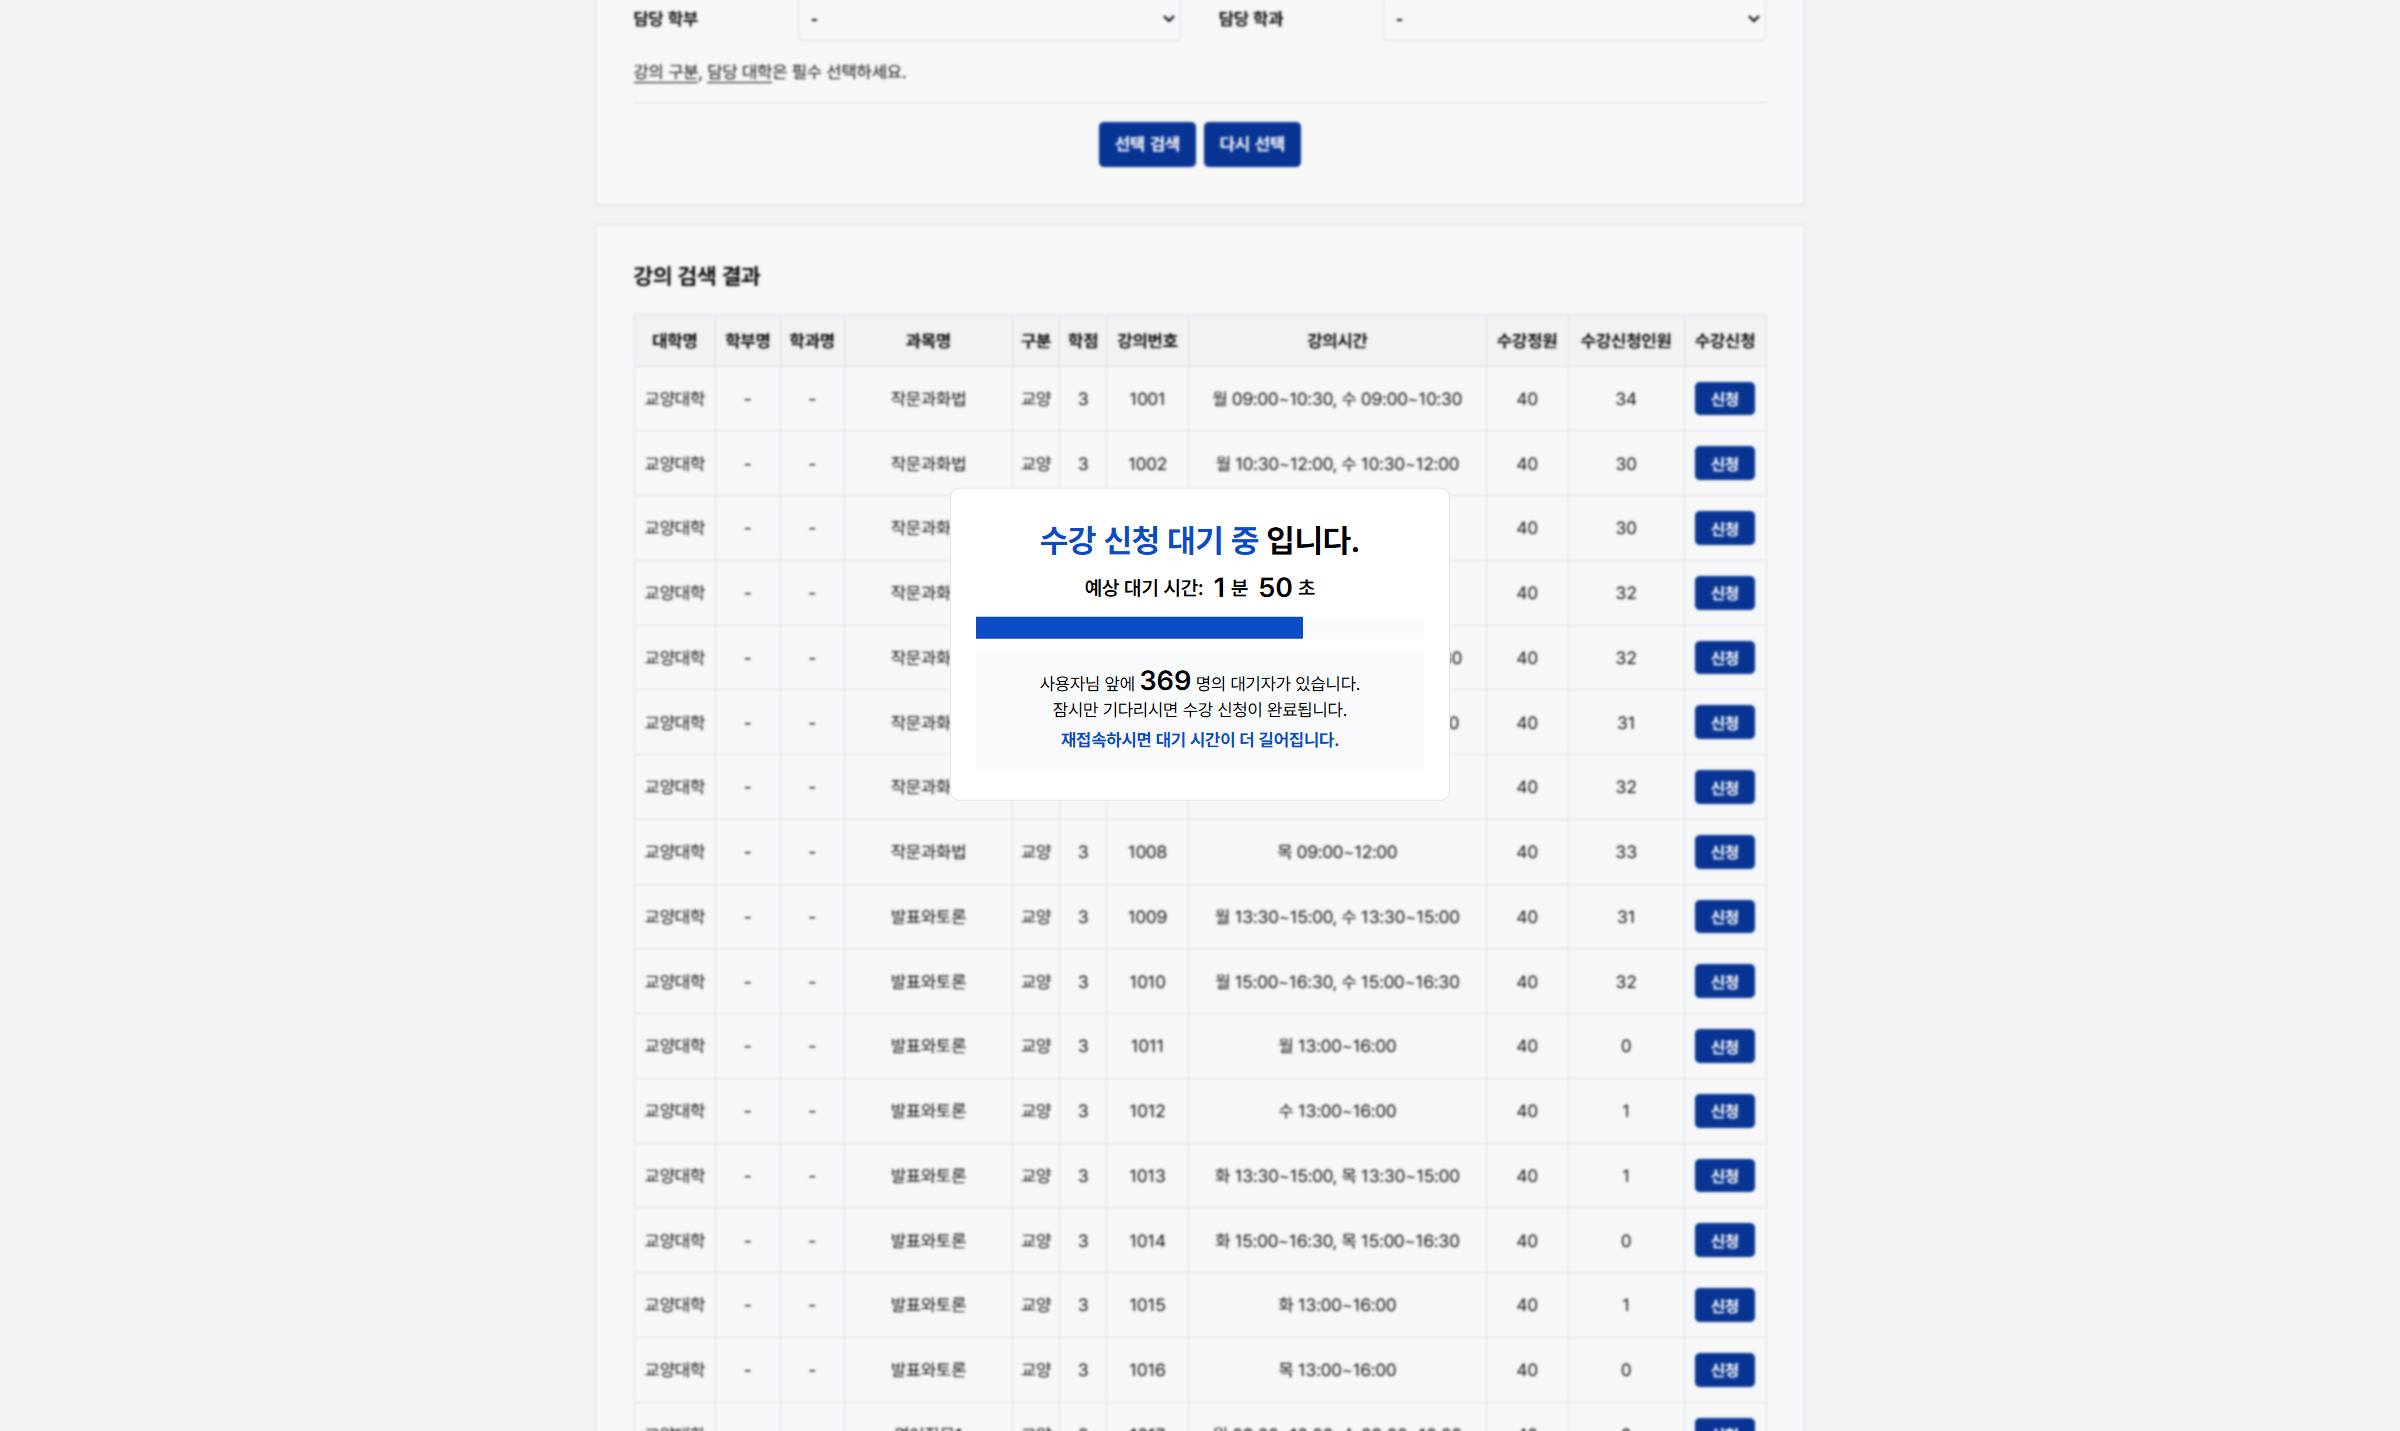 담당 학부 - 담당 학과 -
강의 구분, 담당 대학은 필수 선택하세요.
선택 검색 다시 선택
강의 검색 결과
대학명 학부명 학과명 과목명 구분 학점 강의번호 강의시간 수강정원 수강신청인원 수강신청
교양대학 - - 작문과화법 교양 3 1001 월 09:00~10:30, 수 09:00~10:30 40 34 신청
교양대학 - - 작문과화법 교양 3 1002 월 10:30~12:00, 수 10:30~12:00 40 30 신청
교양대학 - - 작문과화 40 30 신청
교양대학 - - 작문과화 40 32 신청
교양대학 - - 작문과화 40 32 신청
교양대학 - - 작문과화 40 31 신청
교양대학 - - 작문과화 40 32 신청
수강 신청 대기 중 입니다.
예상 대기 시간: 1 분 50 초
사용자님 앞에 369 명의 대기자가 있습니다.
잠시만 기다리시면 수강 신청이 완료됩니다.
재접속하시면 대기 시간이 더 길어집니다.
교양대학 - - 작문과화법 교양 3 1008 목 09:00~12:00 40 33 신청
교양대학 - - 발표와토론 교양 3 1009 월 13:30~15:00, 수 13:30~15:00 40 31 신청
교양대학 - - 발표와토론 교양 3 1010 월 15:00~16:30, 수 15:00~16:30 40 32 신청
교양대학 - - 발표와토론 교양 3 1011 월 13:00~16:00 40 0 신청
교양대학 - - 발표와토론 교양 3 1012 수 13:00~16:00 40 1 신청
교양대학 - - 발표와토론 교양 3 1013 화 13:30~15:00, 목 13:30~15:00 40 1 신청
교양대학 - - 발표와토론 교양 3 1014 화 15:00~16:30, 목 15:00~16:30 40 0 신청
교양대학 - - 발표와토론 교양 3 1015 화 13:00~16:00 40 1 신청
교양대학 - - 발표와토론 교양 3 1016 목 13:00~16:00 40 0 신청